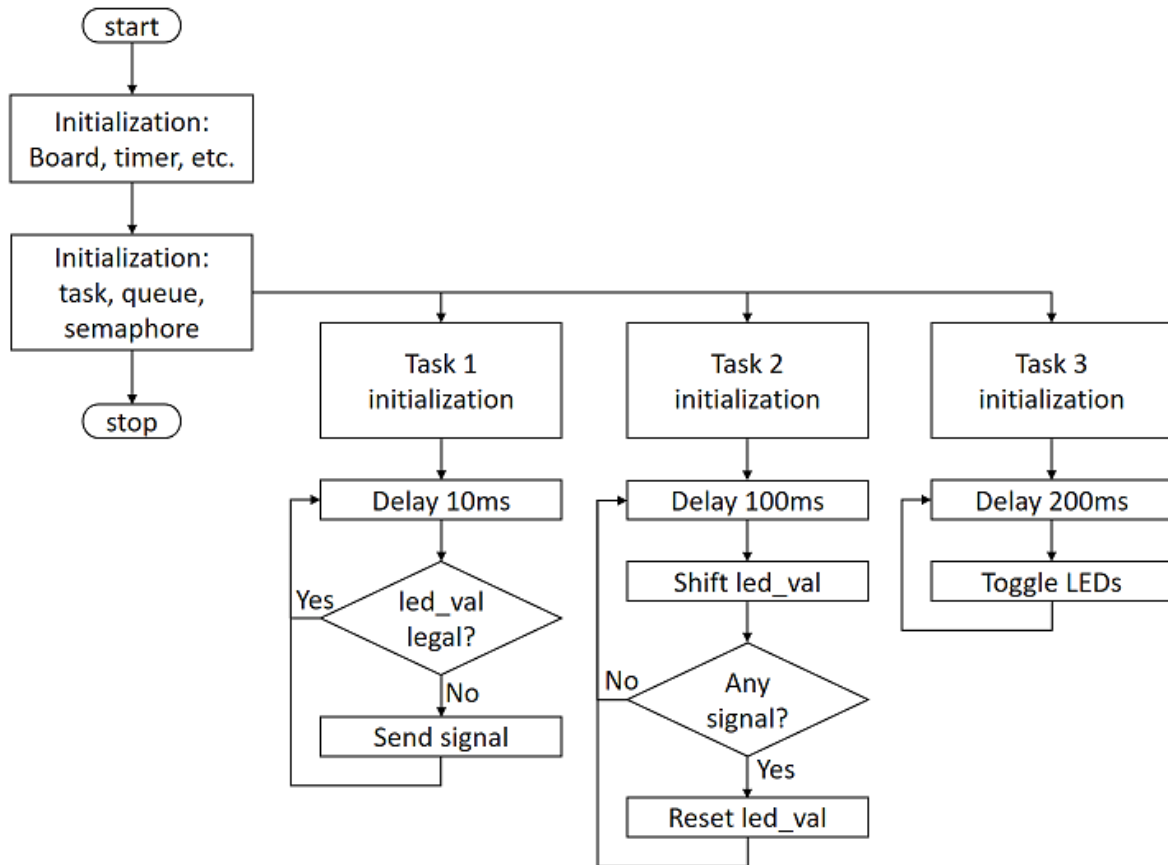 start
Initialization:
Board, timer, etc.
Initialization:
task, queue,
semaphore
stop
Task 1
initialization
Delay 10ms
Yes
led_val
legal?
No
Send signal
Task 2
initialization
Delay 100ms
Shift led_val
No
Any
signal?
Yes
Reset led_val
Task 3
initialization
Delay 200ms
Toggle LEDs